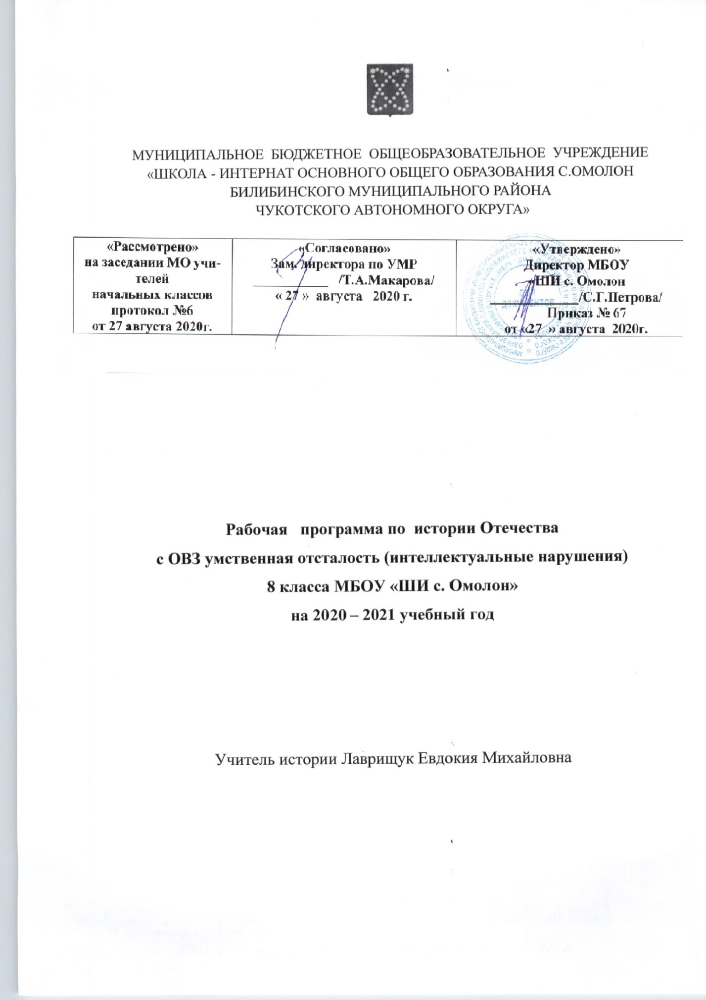 МУНИЦИПАЛЬНОЕ БЮДЖЕТНОЕ ОБЩЕОБРАЗОВАТЕЛЬНОЕ УЧРЕЖДЕНИЕ
«ШКОЛА - ИНТЕРНАТ ОСНОВНОГО ОБЩЕГО ОБРАЗОВАНИЯ С.ОМОЛОН
БИЛИБИНСКОГО МУНИЦИПАЛЬНОГО РАЙОНА
ЧУКОТСКОГО АВТОНОМНОГО ОКРУГА»
«Рассмотрено»
на заседании МО учи-
телей
начальных классов
протокол №6
от 27 августа 2020г.
«Согласовано»
Зам. директора по УМР
____________ /Т.А.Макарова/
« 27 » августа 2020 г.
«Утверждено»
Директор МБОУ
«ШИ с. Омолон
______________/С.Г.Петрова/
Приказ № 67
от «27 » августа 2020г.
ДОКУМЕНТОВ
Рабочая программа по истории Отечества
с ОВЗ умственная отсталость (интеллектуальные нарушения)
8 класса МБОУ «ШИ с. Омолон»
на 2020 – 2021 учебный год
Учитель истории Лаврищук Евдокия Михайловна